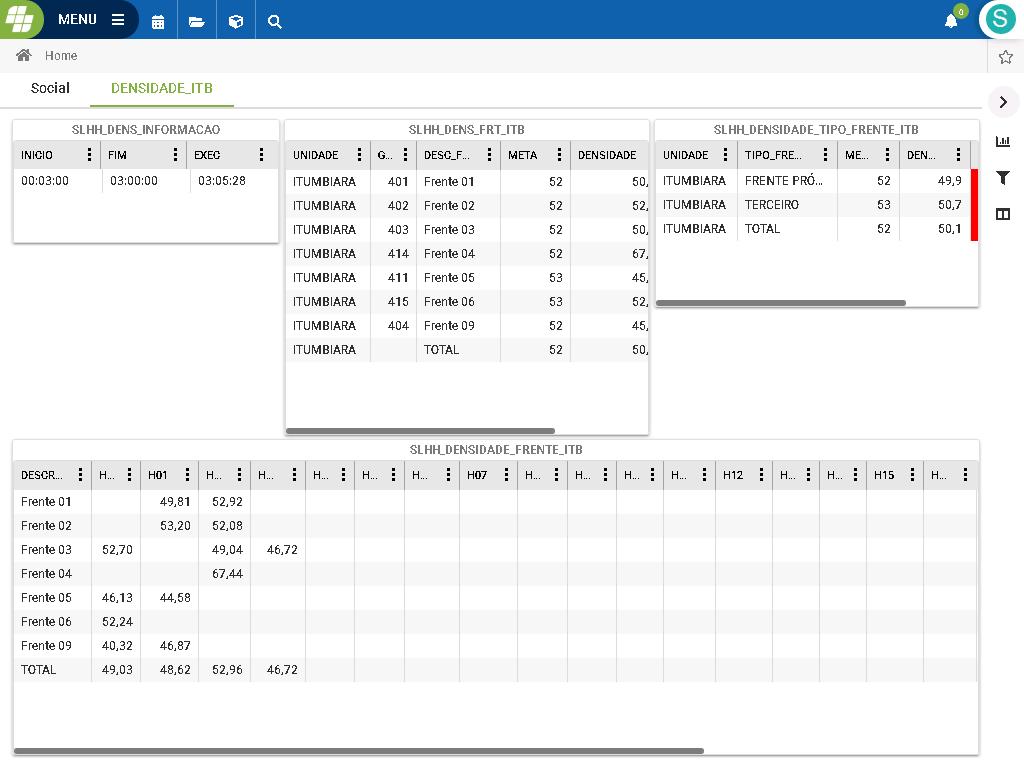 MENU
0
S
Home
Social DENSIDADE_ITB
SLHH_DENS_INFORMACAO
INICIO FIM EXEC
00:03:00 03:00:00 03:05:28
SLHH_DENS_FRT_ITB
UNIDADE G... DESC_F... META DENSIDADE
ITUMBIARA 401 Frente 01 52 50,
ITUMBIARA 402 Frente 02 52 52,
ITUMBIARA 403 Frente 03 52 50,
ITUMBIARA 414 Frente 04 52 67,
ITUMBIARA 411 Frente 05 53 45,
ITUMBIARA 415 Frente 06 53 52,
ITUMBIARA 404 Frente 09 52 45,
ITUMBIARA TOTAL 52 50,
SLHH_DENSIDADE_TIPO_FRENTE_ITB
UNIDADE TIPO_FRE... ME... DEN...
ITUMBIARA FRENTE PRÓ... 52 49,9
ITUMBIARA TERCEIRO 53 50,7
ITUMBIARA TOTAL 52 50,1
SLHH_DENSIDADE_FRENTE_ITB
DESCR... H... H01 H... H... H... H... H... H07 H... H... H... H... H12 H... H... H15 H...
Frente 01 49,81 52,92
Frente 02 53,20 52,08
Frente 03 52,70 49,04 46,72
Frente 04 67,44
Frente 05 46,13 44,58
Frente 06 52,24
Frente 09 40,32 46,87
TOTAL 49,03 48,62 52,96 46,72